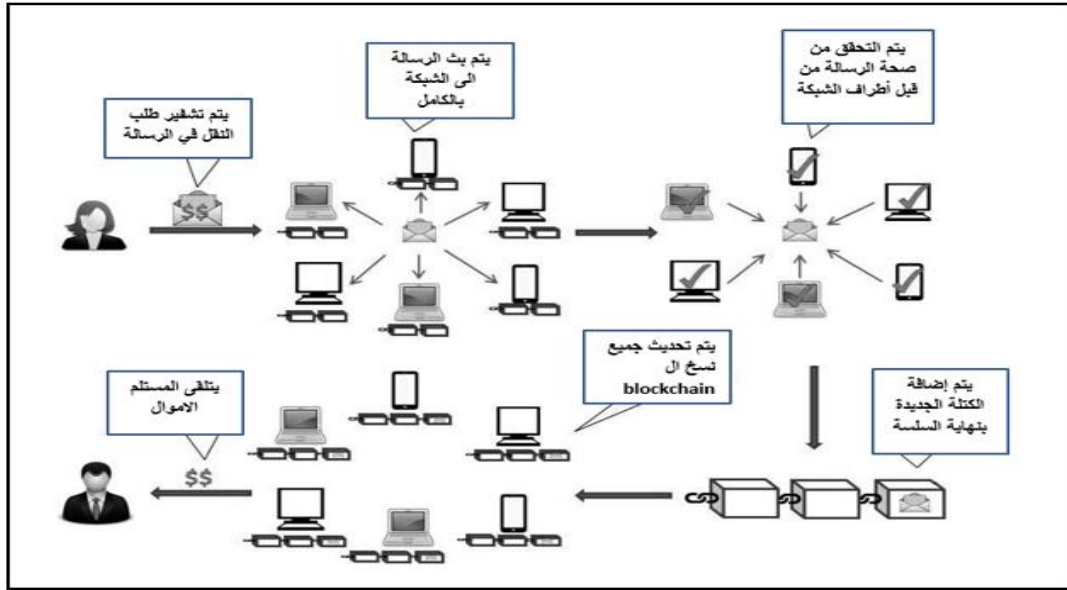 يتم تشفير طلب
النقل في الرسالة
$$
يتم بث الرسالة
الى الشبكة
بالكامل
يتم التحقق من
صحة الرسالة من
قبل أطراف الشبكة
يتم إضافة
الكتلة الجديدة
بنهاية السلسة
يتم تحديث جميع
نسخ ال
blockchain
يتلقى المستلم
الاموال
$$